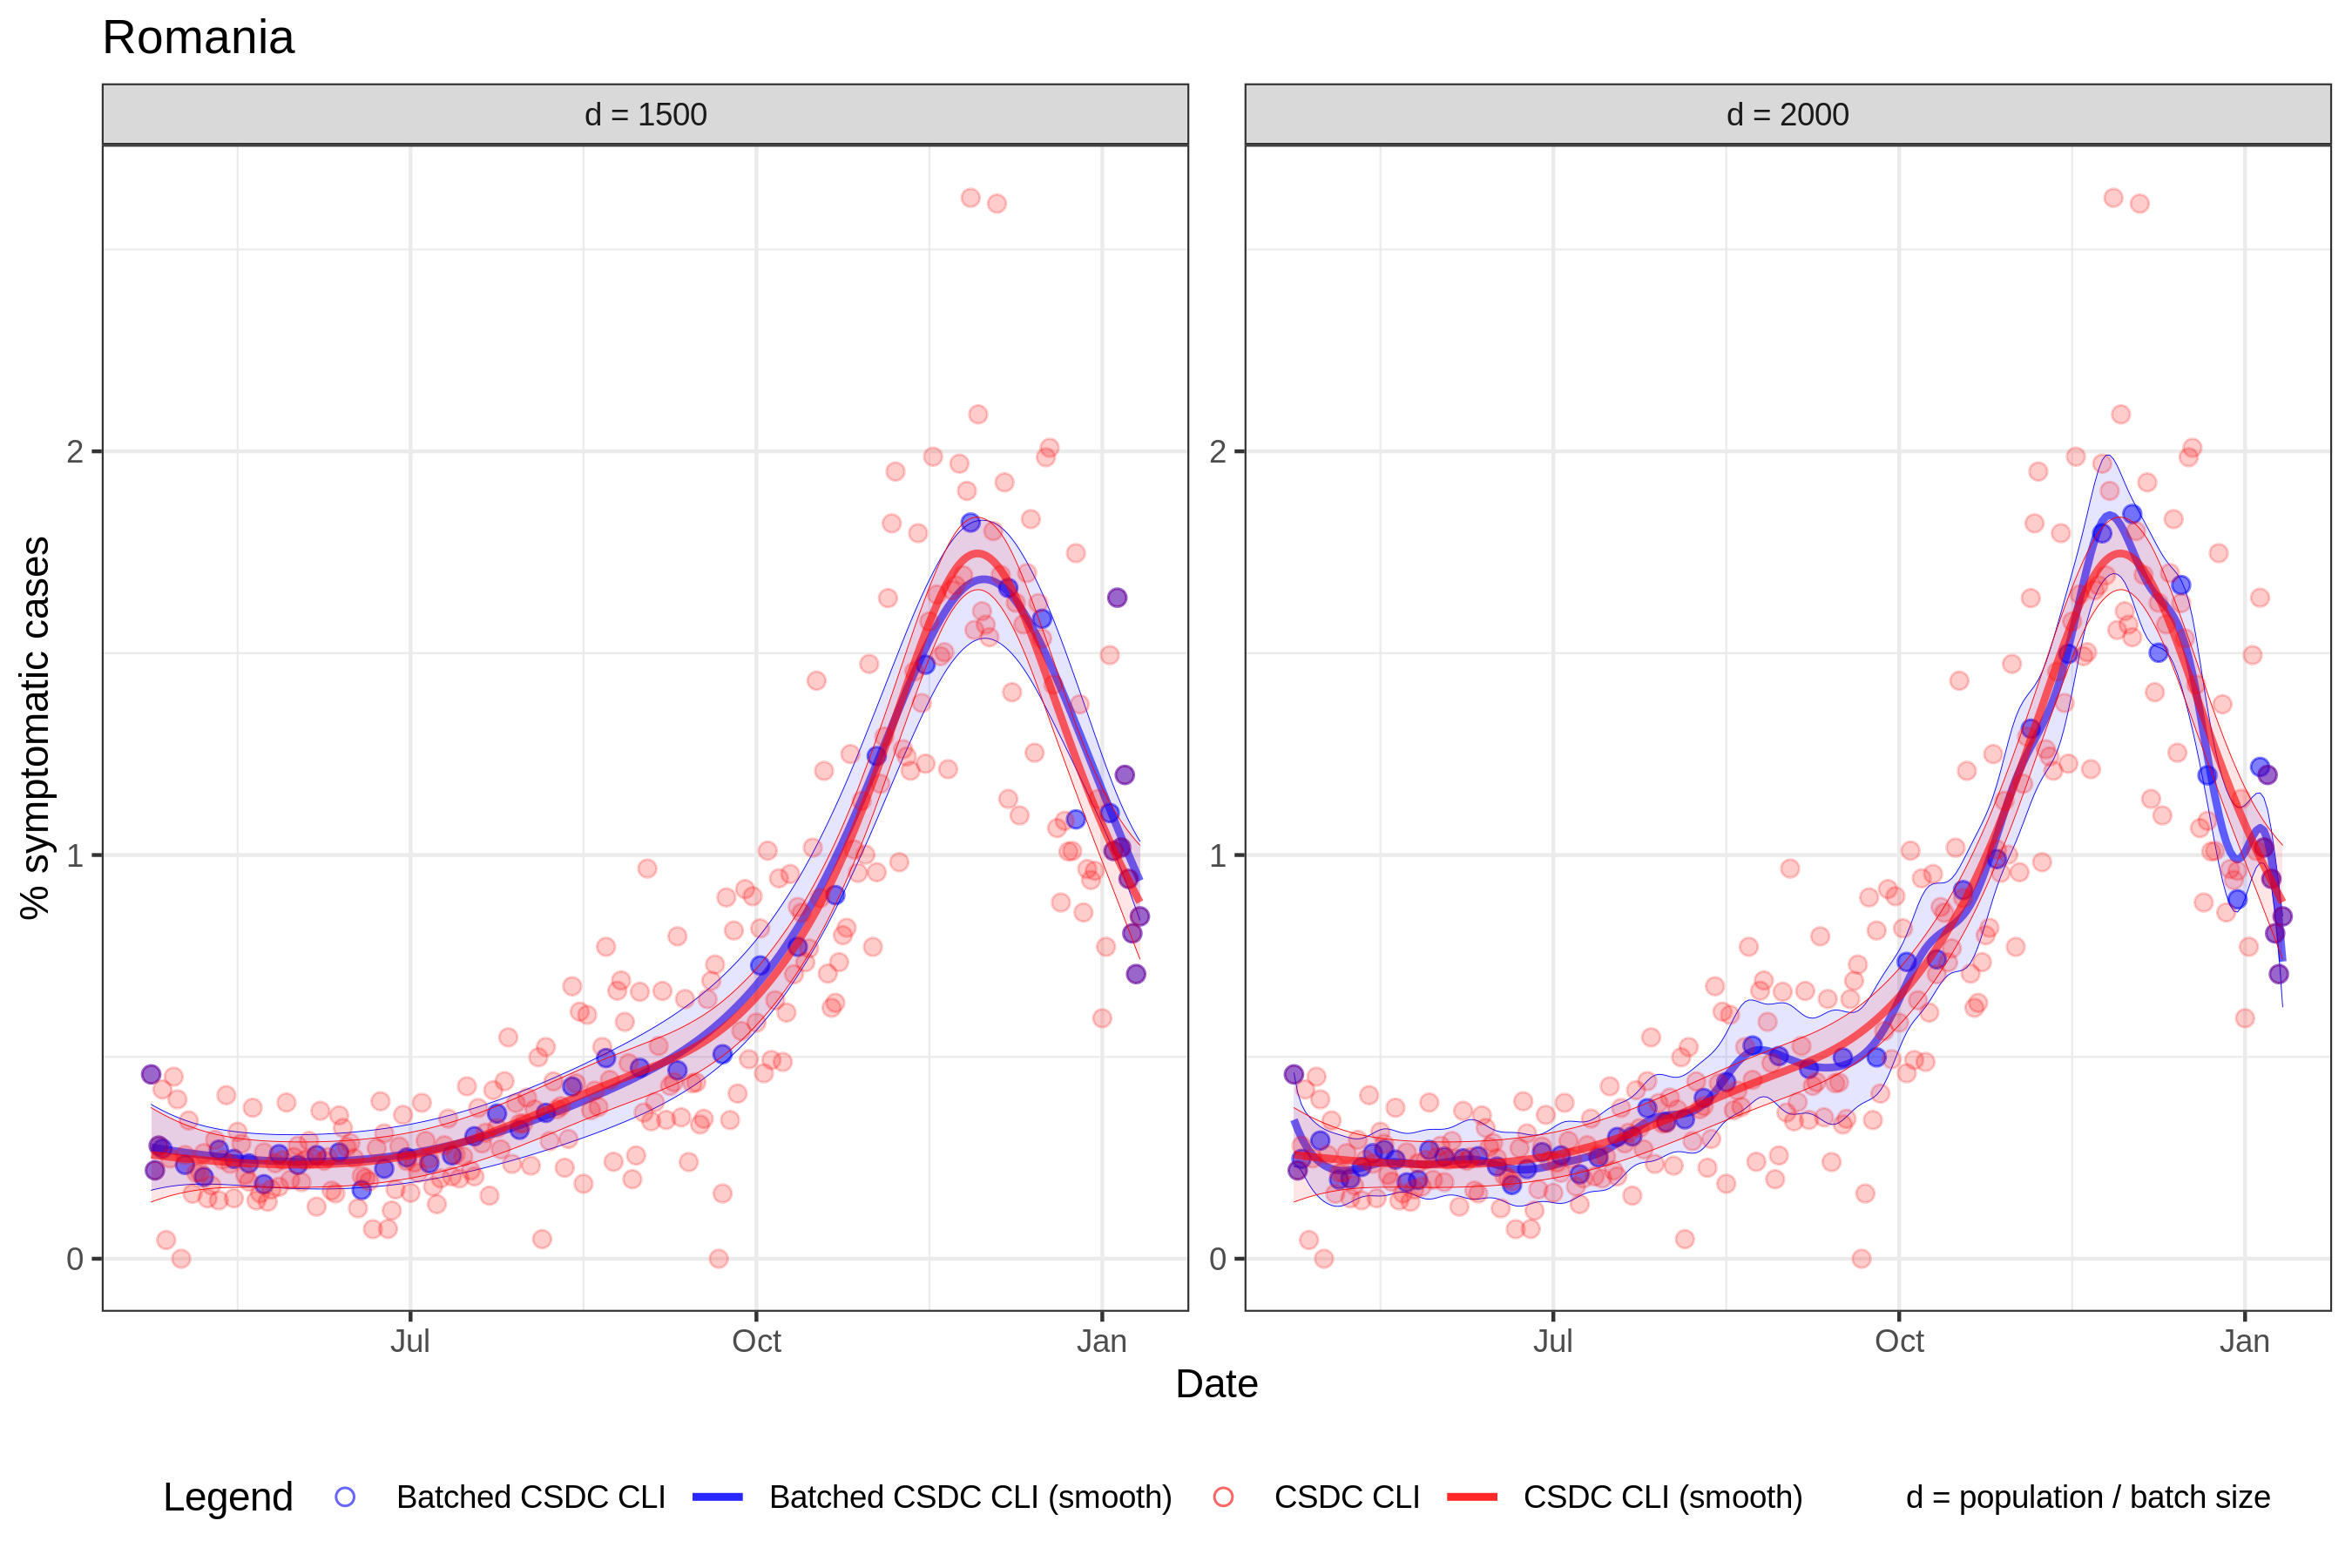 Romania
d = 1500
d = 2000
% symptomatic cases
2
1
0
2
1
0
Jul
Oct
Jan
Jul
Oct
Jan
Date
Legend
Batched CSDC CLI
Batched CSDC CLI (smooth)
CSDC CLI
CSDC CLI (smooth)
d = population / batch size